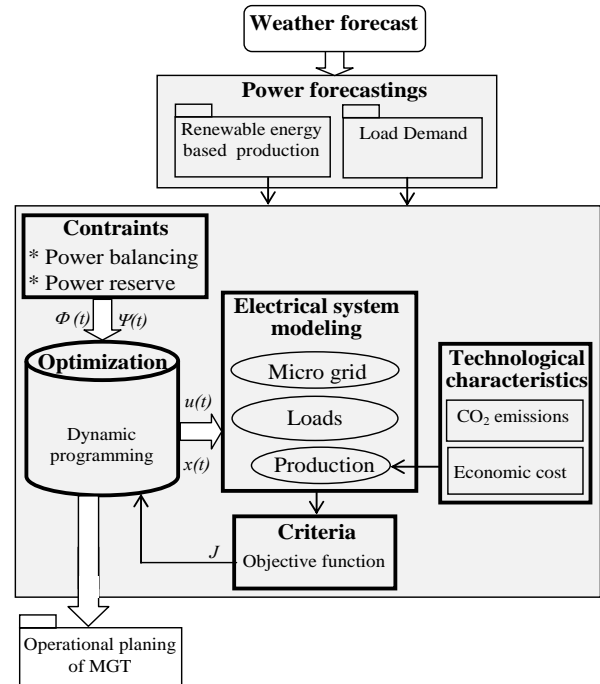 Weather forecast
Power forecastings
Renewable energy
based production
Load Demand
Contraints
* Power balancing
* Power reserve
Φ(t) Ψ(t)
Optimization
Dynamic
programming
u(t)
x(t)
Electrical system
modeling
Micro grid
Loads
Production
Technological
characteristics
CO₂ emissions
Economic cost
Criteria
Objective function
J
Operational planing
of MGT